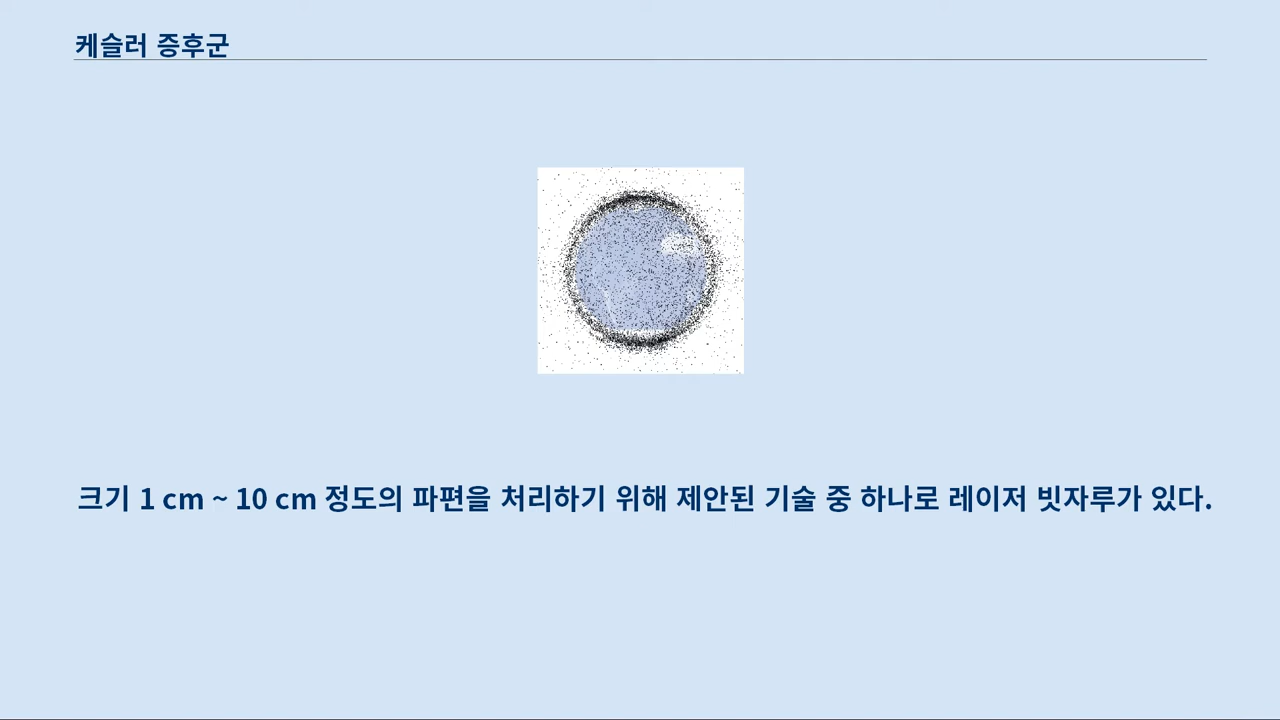 케슬러 증후군
크기 1 cm ~ 10 cm 정도의 파편을 처리하기 위해 제안된 기술 중 하나로 레이저 빗자루가 있다.